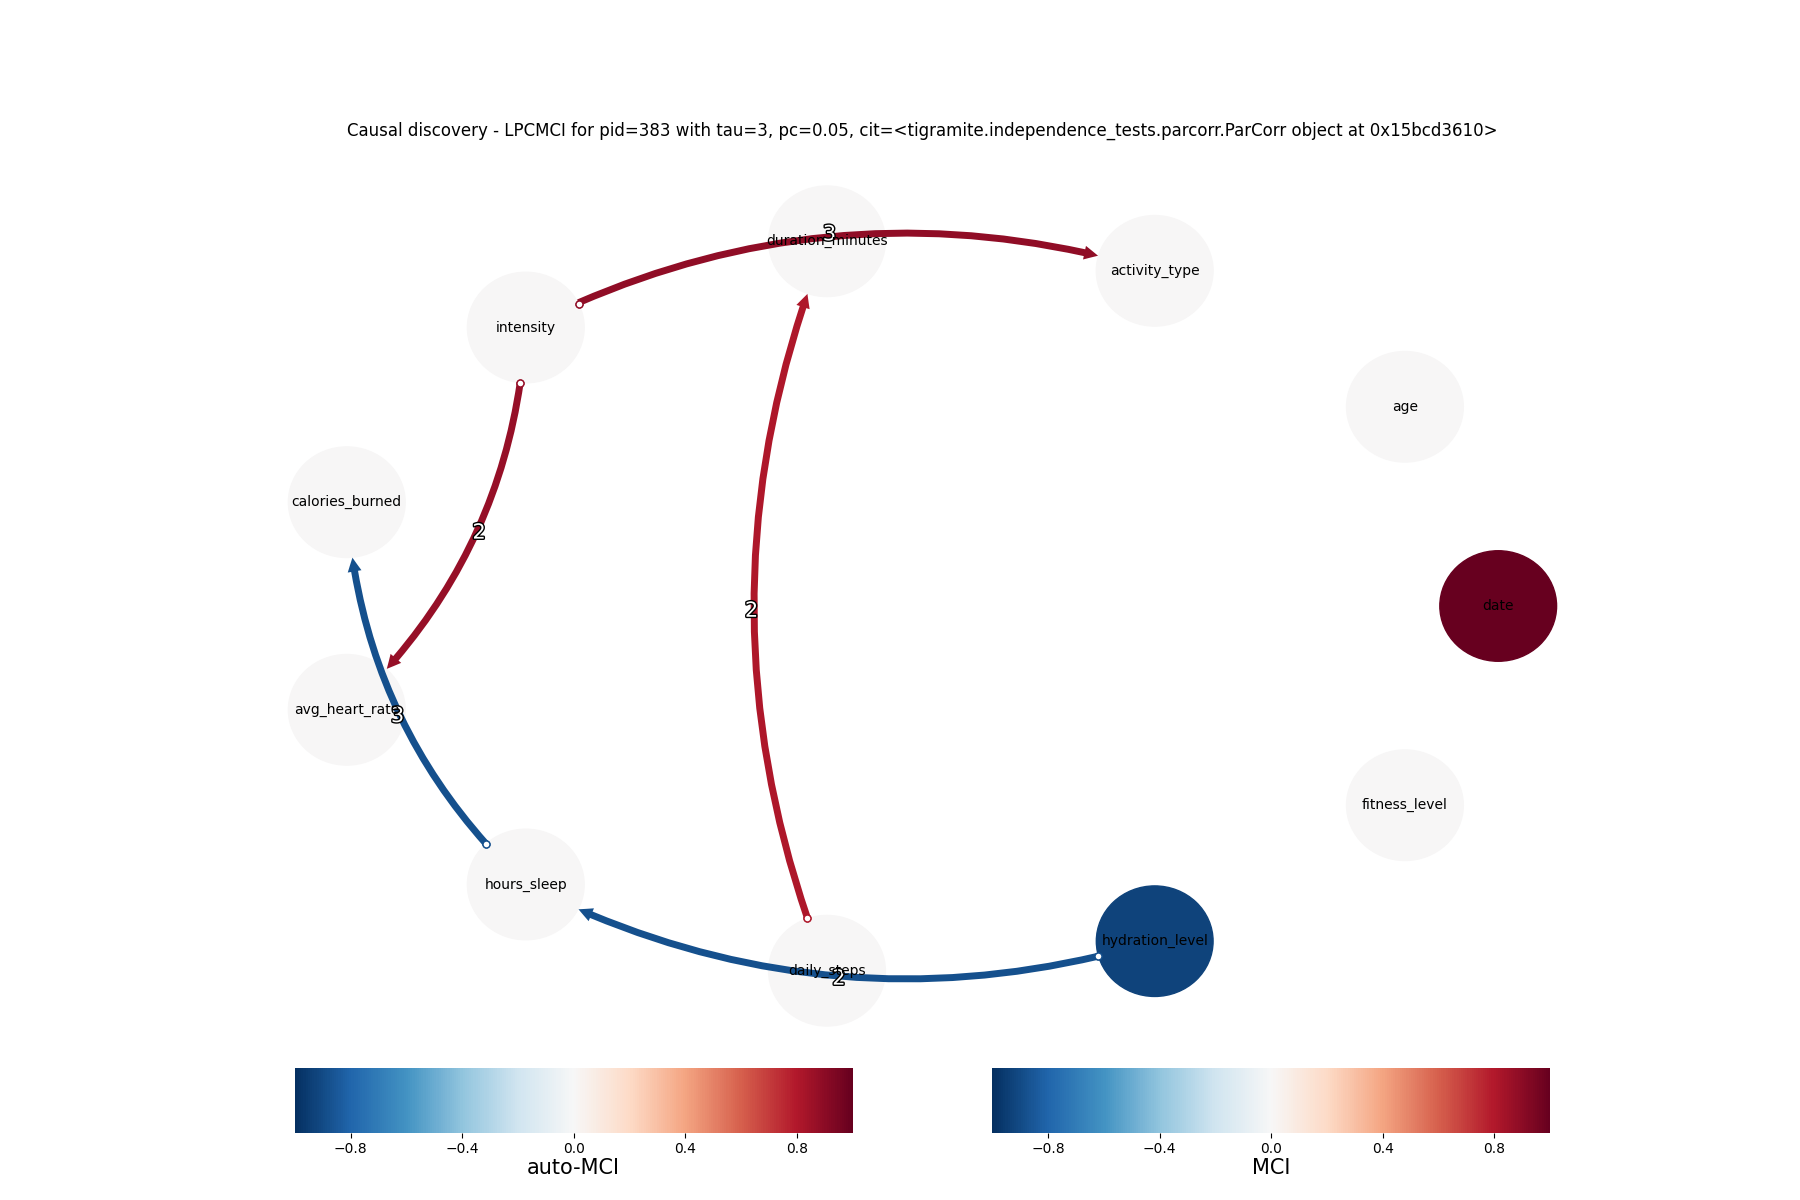 Causal discovery - LPCMCI for pid=383 with tau=3, pc=0.05, cit=<tigramite.independence_tests.parcorr.ParCorr object at 0x15bcd3610>
3
duration_minutes
activity_type
intensity
age
calories_burned
2
date
2
avg_heart_rate
3
fitness_level
hours_sleep
hydration_level
daily_steps
2
−0.8 −0.4 0.0 0.4 0.8
auto-MCI
−0.8 −0.4 0.0 0.4 0.8
MCI